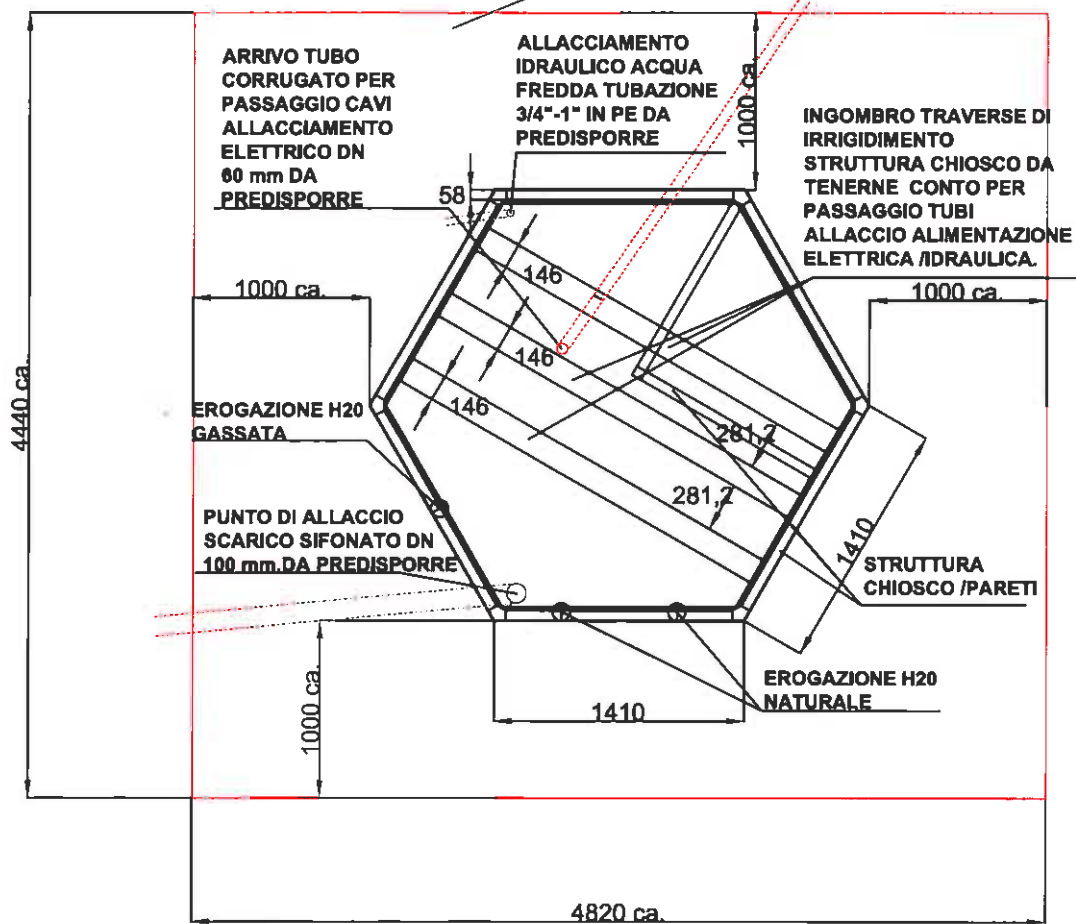 ARRIVO TUBO
CORRUGATO PER
PASSAGGIO CAVI
ALLACCIAMENTO
ELETTRICO DN
60 mm DA
PREDISPORRE
ALLACCIAMENTO
IDRAULICO ACQUA
FREDDA TUBAZIONE
3/4"-1" IN PE DA
PREDISPORRE
1000 ca.
INGOMBRO TRAVERSE DI
IRRIGIDIMENTO
STRUTTURA CHIOSCO DA
TENERNE CONTO PER
PASSAGGIO TUBI
ALLACCIO ALIMENTAZIONE
ELETTRICA /IDRAULICA.
58
146
1000 ca.
1000 ca.
146
146
4440 ca.
EROGAZIONE H20
GASSATA
281,2
281,2
1410
PUNTO DI ALLACCIO
SCARICO SIFONATO DN
100 mm.DA PREDISPORRE
STRUTTURA
CHIOSCO /PARETI
1000 ca.
1410
EROGAZIONE H20
NATURALE
4820 ca.